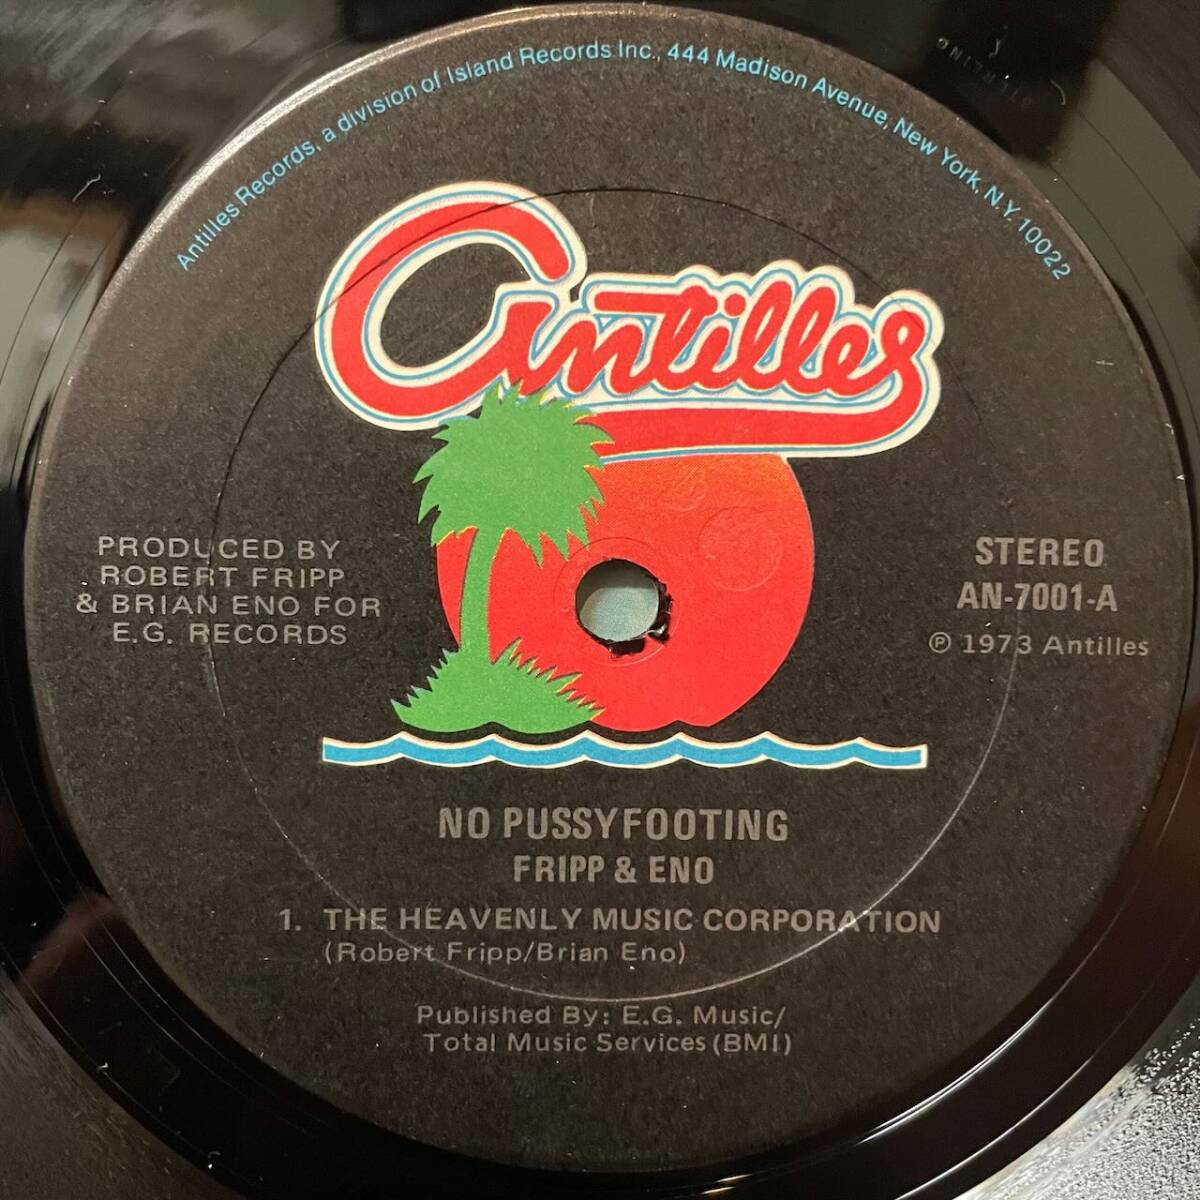 Antilles Records, a division of Island Records Inc., 444 Madison Avenue, New York, N.Y. 10022
Antilles
PRODUCED BY
ROBERT FRIPP
& BRIAN ENO FOR
E.G. RECORDS
STEREO
AN-7001-A
Ⓟ 1973 Antilles
NO PUSSYFOOTING
FRIPP & ENO
1. THE HEAVENLY MUSIC CORPORATION
(Robert Fripp/Brian Eno)
Published By: E.G. Music/
Total Music Services (BMI)
STERLING